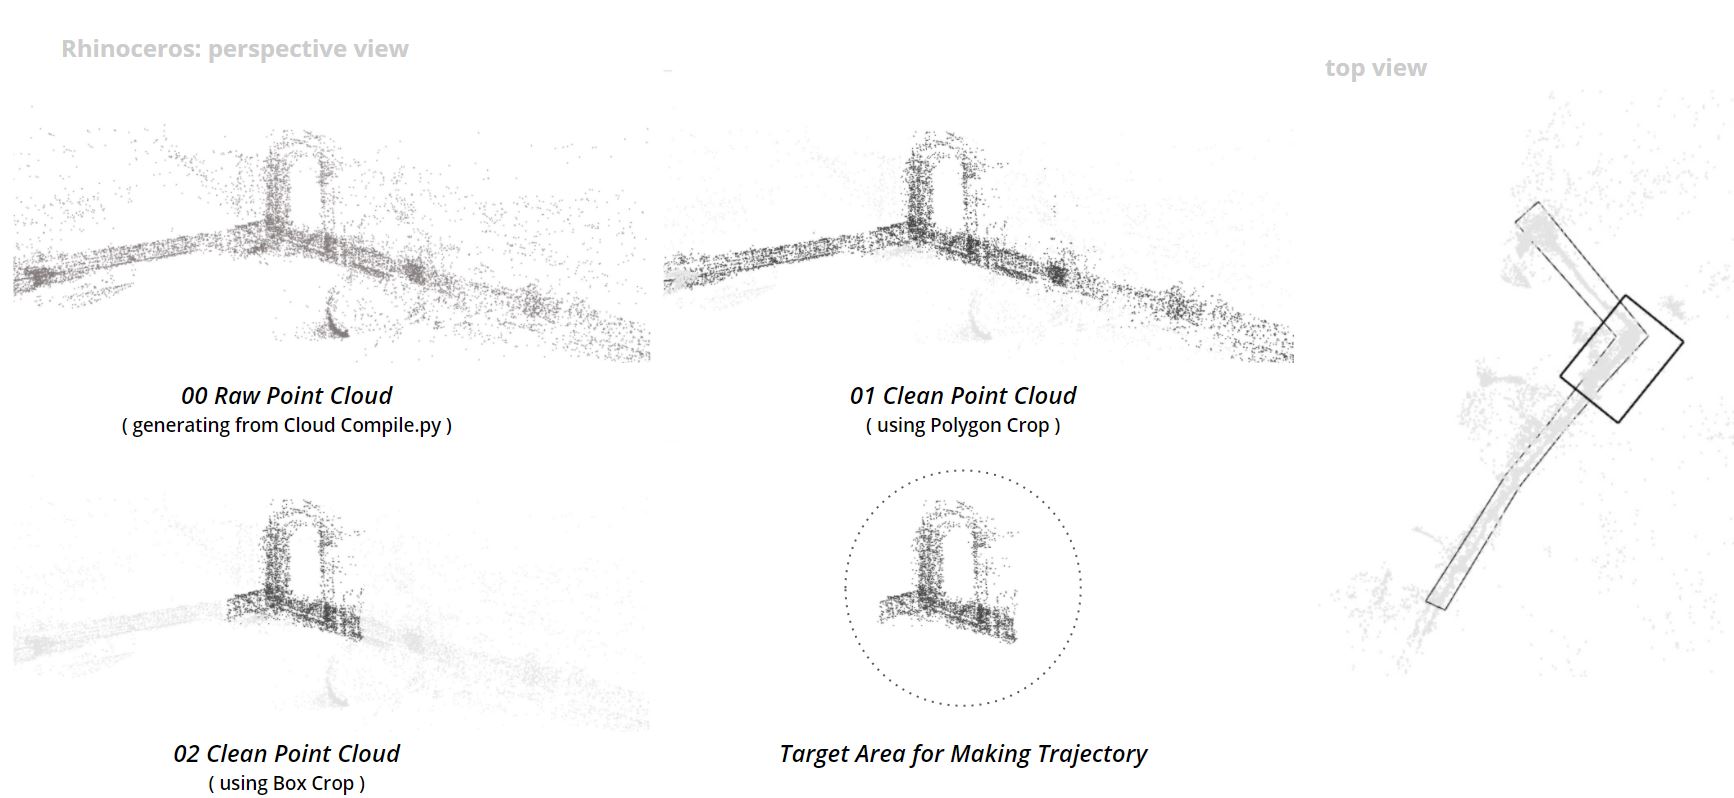 Rhinoceros: perspective view
top view
00 Raw Point Cloud
( generating from Cloud Compile.py )
01 Clean Point Cloud
( using Polygon Crop )
02 Clean Point Cloud
( using Box Crop )
Target Area for Making Trajectory